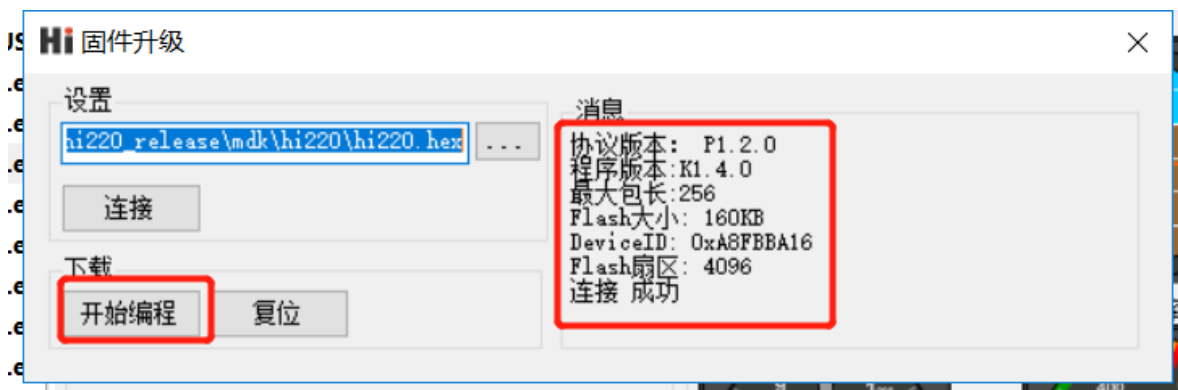 Hi 固件升级
设置
hi220_release\mdk\hi220\hi220.hex
...
连接
下载
开始编程
复位
消息
协议版本: P1.2.0
程序版本:K1.4.0
最大包长:256
Flash大小: 160KB
DeviceID: 0xA8FBBA16
Flash扇区: 4096
连接 成功